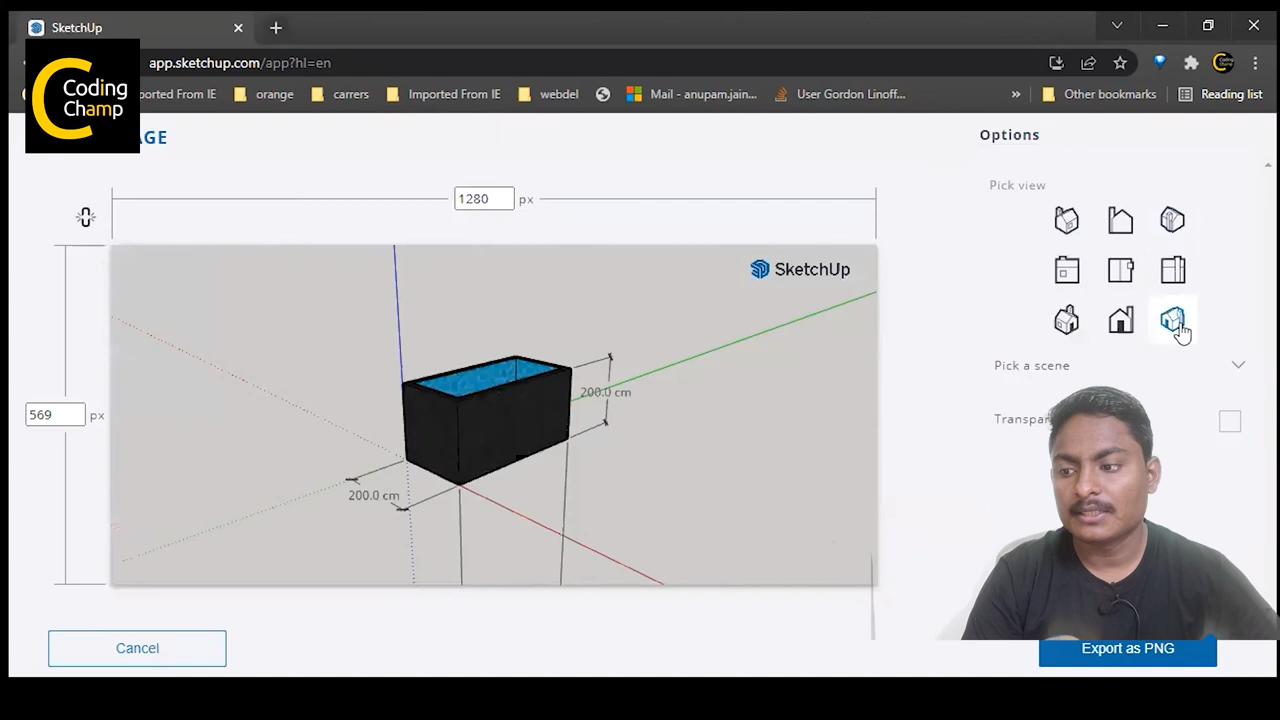 SketchUp
app.sketchup.com/app?hl=en
Coding
Champ
mported From IE
orange
carrers
Imported From IE
webdel
Mail - anupam.jain...
User Gordon Linoff...
»
Other bookmarks
Reading list
AGE
Options
1280 px
Pick view
SketchUp
200.0 cm
Pick a scene
569 px
Transpar
200.0 cm
Cancel
Export as PNG